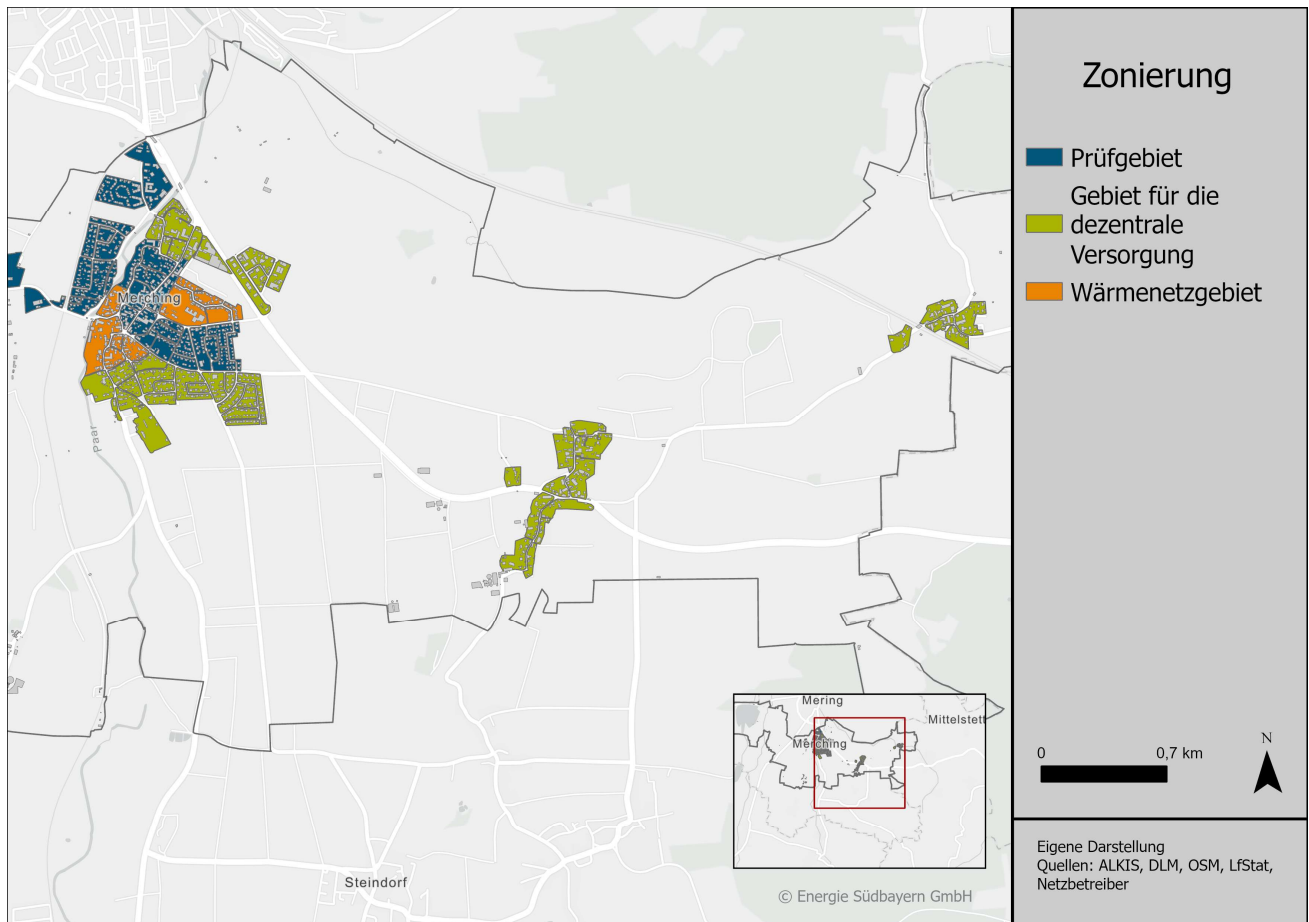 Zonierung
Prüfgebiet
Gebiet für die
dezentrale
Versorgung
Wärmenetzgebiet
Merching
Paar
Steindorf
Mering
Mittelstett
Merching
© Energie Südbayern GmbH
0 0,7 km
N
Eigene Darstellung
Quellen: ALKIS, DLM, OSM, LfStat,
Netzbetreiber